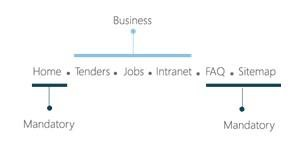 Business
Home • Tenders • Jobs • Intranet • FAQ • Sitemap
Mandatory
Mandatory